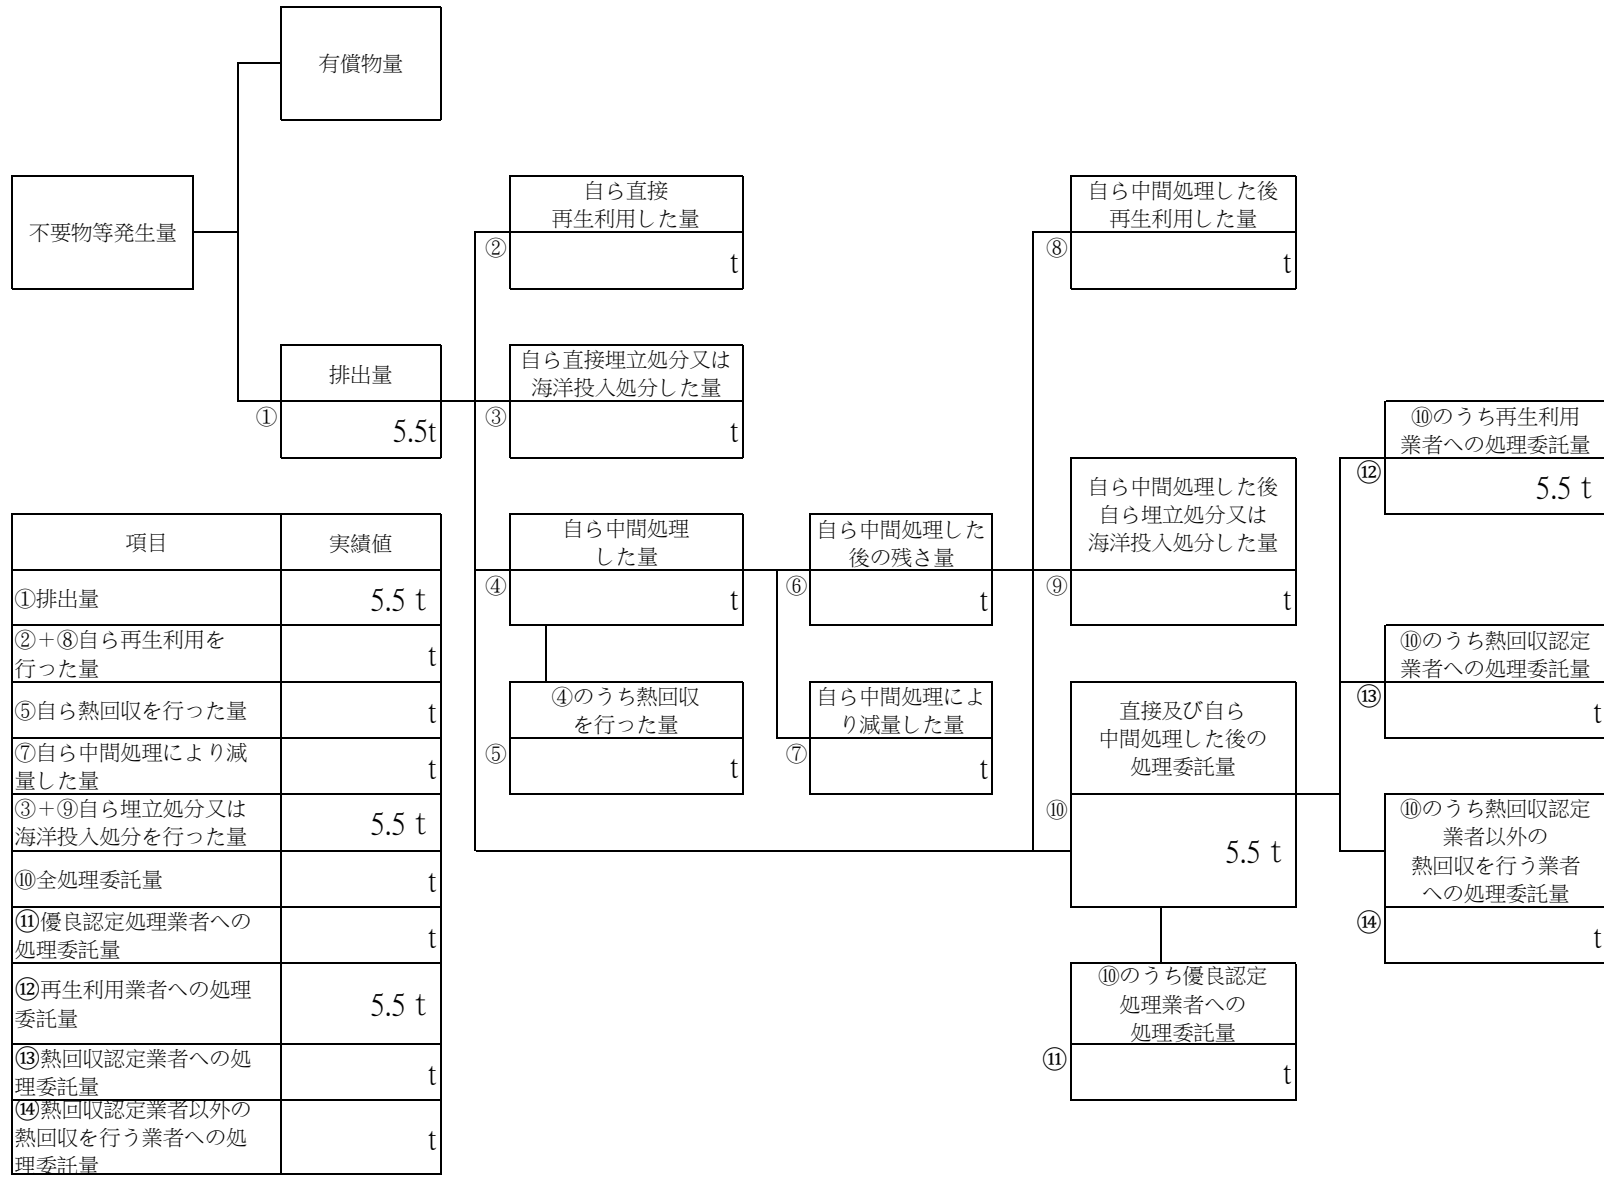 有償物量
不要物等発生量
排出量
①
5.5t
自ら直接
再生利用した量
②
t
自ら直接埋立処分又は
海洋投入処分した量
③
t
自ら中間処理
した量
④
t
④のうち熱回収
を行った量
⑤
t
自ら中間処理した
後の残さ量
⑥
t
自ら中間処理によ
り減量した量
⑦
t
自ら中間処理した後
再生利用した量
⑧
t
自ら中間処理した後
自ら埋立処分又は
海洋投入処分した量
⑨
t
直接及び自ら
中間処理した後の
処理委託量
⑩
5.5 t
⑩のうち優良認定
処理業者への
処理委託量
⑪
t
⑩のうち再生利用
業者への処理委託量
⑫
5.5 t
⑩のうち熱回収認定
業者への処理委託量
⑬
t
⑩のうち熱回収認定
業者以外の
熱回収を行う業者
への処理委託量
⑭
t
項目 実績値
①排出量 5.5 t
②+⑧自ら再生利用を
行った量 t
⑤自ら熱回収を行った量 t
⑦自ら中間処理により減
量した量 t
③+⑨自ら埋立処分又は
海洋投入処分を行った量 5.5 t
⑩全処理委託量 t
⑪優良認定処理業者への
処理委託量 t
⑫再生利用業者への処理
委託量 5.5 t
⑬熱回収認定業者への処
理委託量 t
⑭熱回収認定業者以外の
熱回収を行う業者への処
理委託量 t